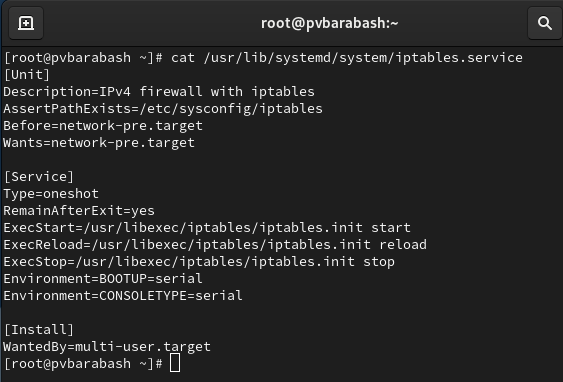 root@pvbarabash:~
[root@pvbarabash ~]# cat /usr/lib/systemd/system/iptables.service
[Unit]
Description=IPv4 firewall with iptables
AssertPathExists=/etc/sysconfig/iptables
Before=network-pre.target
Wants=network-pre.target

[Service]
Type=oneshot
RemainAfterExit=yes
ExecStart=/usr/libexec/iptables/iptables.init start
ExecReload=/usr/libexec/iptables/iptables.init reload
ExecStop=/usr/libexec/iptables/iptables.init stop
Environment=BOOTUP=serial
Environment=CONSOLETYPE=serial

[Install]
WantedBy=multi-user.target
[root@pvbarabash ~]#